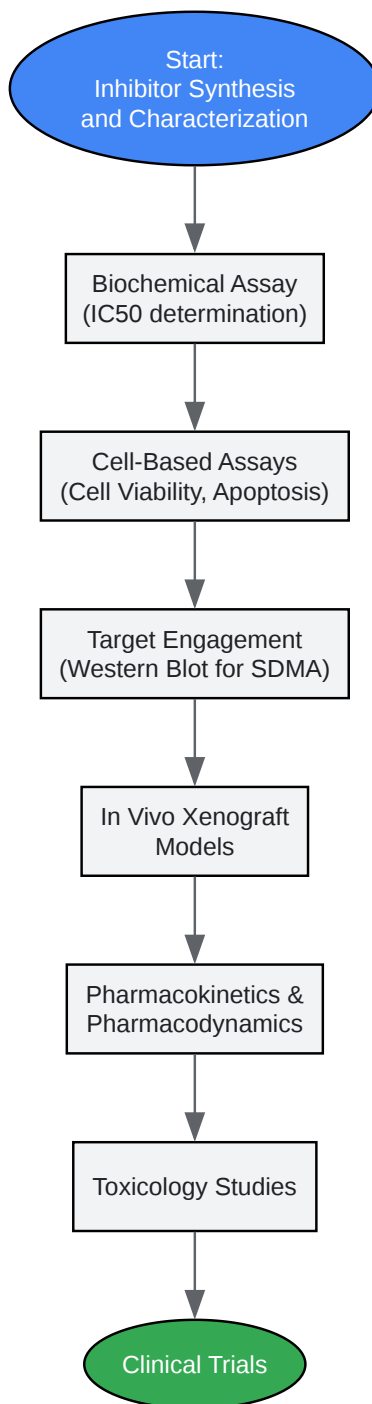 Start:
Inhibitor Synthesis
and Characterization
Biochemical Assay
(IC50 determination)
Cell-Based Assays
(Cell Viability, Apoptosis)
Target Engagement
(Western Blot for SDMA)
In Vivo Xenograft
Models
Pharmacokinetics &
Pharmacodynamics
Toxicology Studies
Clinical Trials